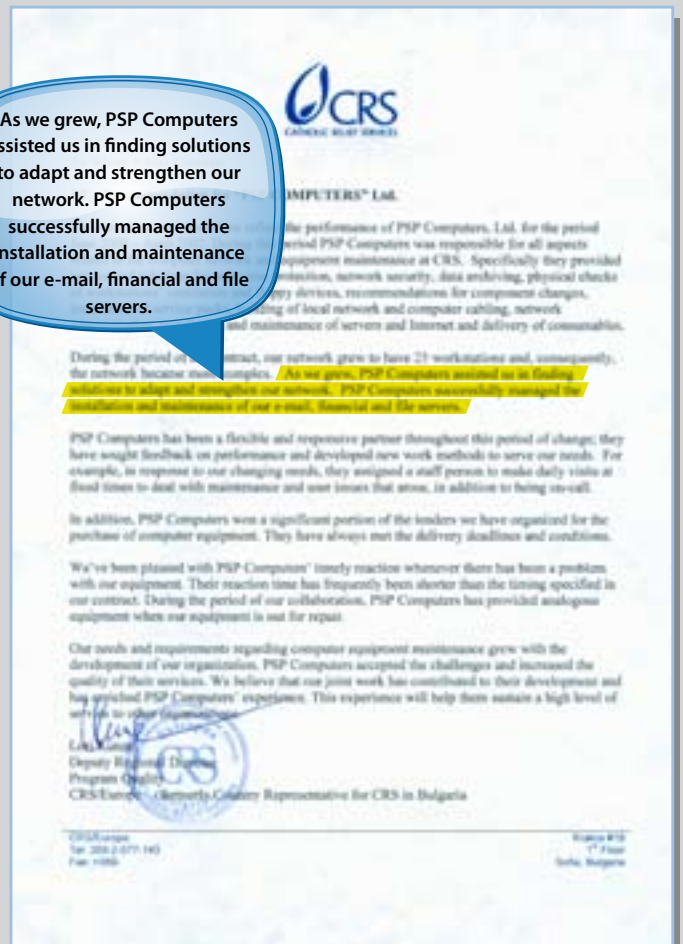 CRS
CATHOLIC RELIEF SERVICES
As we grew, PSP Computers
ssisted us in finding solutions
to adapt and strengthen our
network. PSP Computers
successfully managed the
nstallation and maintenance
f our e-mail, financial and file
servers.
COMPUTERS" Ltd.
the performance of PSP Computers, Ltd. for the period
period PSP Computers was responsible for all aspects
equipment maintenance at CRS. Specifically they provided
protection, network security, data archiving, physical checks
devices, recommendations for component changes,
of local network and computer cabling, network
and maintenance of servers and Internet and delivery of consumables.
During the period of contract, our network grew to have 25 workstations and, consequently,
the network became more complex. As we grew, PSP Computers assisted us in finding
solutions to adapt and strengthen our network. PSP Computers successfully managed the
installation and maintenance of our e-mail, financial and file servers.
PSP Computers has been a flexible and responsive partner throughout this period of change; they
have sought feedback on performance and developed new work methods to serve our needs. For
example, in response to our changing needs, they assigned a staff person to make daily visits at
fixed times to deal with maintenance and user issues that arose, in addition to being on-call.
In addition, PSP Computers won a significant portion of the tenders we have organized for the
purchase of computer equipment. They have always met the delivery deadlines and conditions.
We've been pleased with PSP Computers' timely reaction whenever there has been a problem
with our equipment. Their reaction time has frequently been shorter than the timing specified in
our contract. During the period of our collaboration, PSP Computers has provided analogous
equipment when our equipment is out for repair.
Our needs and requirements regarding computer equipment maintenance grew with the
development of our organization. PSP Computers accepted the challenges and increased the
quality of their services. We believe that our joint work has contributed to their development and
has enriched PSP Computers' experience. This experience will help them sustain a high level of
service to other
Deputy Regional
Program Quality
CRS/Europe formerly Country Representative for CRS in Bulgaria
CRS
CRS/Europe
1st Floor
Sofia, Bulgaria